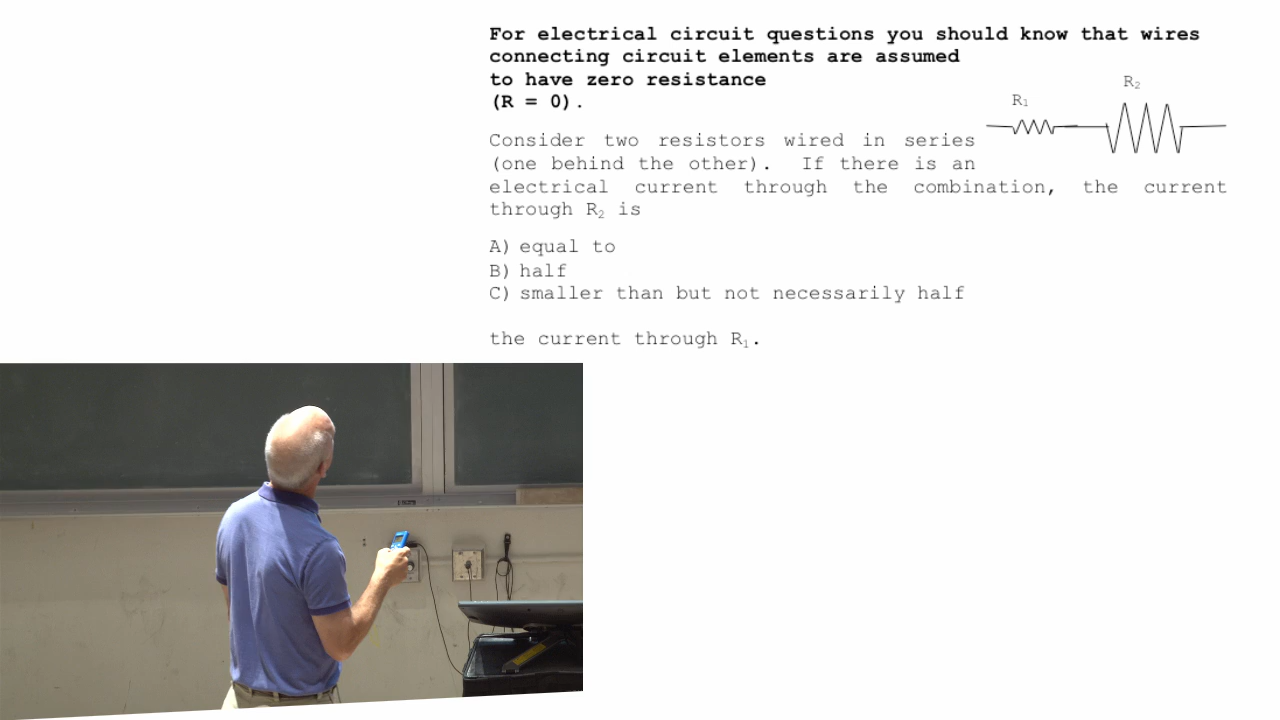 For electrical circuit questions you should know that wires
connecting circuit elements are assumed
to have zero resistance
(R = 0).
R₂
R₁
Consider two resistors wired in series
(one behind the other). If there is an
electrical current through the combination, the current
through R₂ is
A) equal to
B) half
C) smaller than but not necessarily half
the current through R₁.